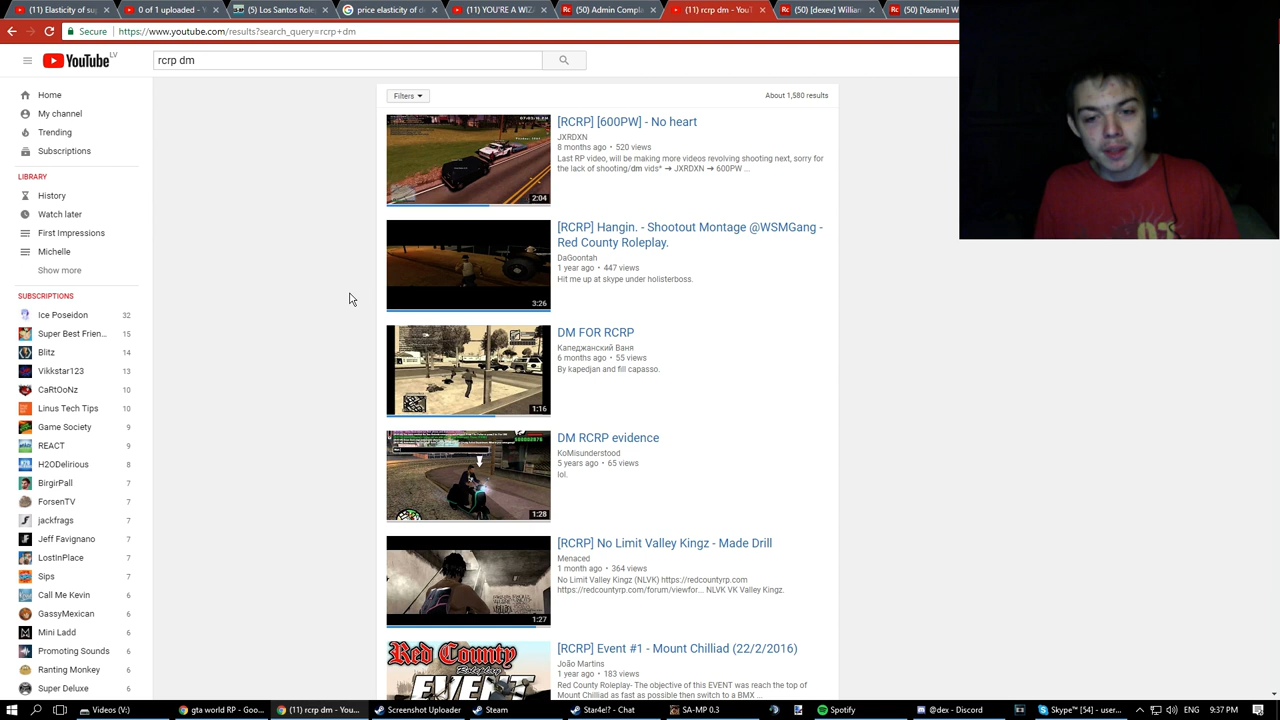 (11) Elasticity of sup
0 of 1 uploaded - Y
(5) Los Santos Roles
price elasticity of de
(11) YOU'RE A WIZA
[50] Admin Compla
(11) rcrp dm - YouT
[50] [dexev] William
[50] [Yasmin] W
Secure
https://www.youtube.com/results?search_query=rcrp+dm
YouTube LV
rcrp dm
Home
My channel
Trending
Subscriptions
LIBRARY
History
Watch later
First Impressions
Michelle
Show more
SUBSCRIPTIONS
Ice Poseidon 32
Super Best Frien... 15
Blitz 14
Vikkstar123 13
CaRtOoNz 10
Linus Tech Tips 10
Game Society 9
REACT 9
H2ODelirious 8
BirgirPall 7
ForsenTV 7
jackfrags 7
Jeff Favignano 7
LostInPlace 7
Sips 7
Call Me Kevin 6
GassyMexican 6
Mini Ladd 6
Promoting Sounds 6
Ranting Monkey 6
Super Deluxe 6
Filters
About 1,580 results
[RCRP] [600PW] - No heart
JXRDXN
8 months ago • 520 views
Last RP video, will be making more videos revolving shooting next, sorry for
the lack of shooting/dm vids* ➔ JXRDXN ➔ 600PW ...
2:04
[RCRP] Hangin. - Shootout Montage @WSMGang -
Red County Roleplay.
DaGoontah
1 year ago • 447 views
Hit me up at skype under holisterboss.
3:26
DM FOR RCRP
Капеджанский Ваня
6 months ago • 55 views
By kapedjan and fill capasso.
1:16
DM RCRP evidence
KoMisunderstood
5 years ago • 65 views
lol.
1:28
[RCRP] No Limit Valley Kingz - Made Drill
Menaced
1 month ago • 364 views
No Limit Valley Kingz (NLVK) https://redcountyrp.com
https://redcountyrp.com/forum/viewfor... NLVK VK Valley Kingz.
1:27
[RCRP] Event #1 - Mount Chilliad (22/2/2016)
João Martins
1 year ago • 183 views
Red County Roleplay- The objective of this EVENT was reach the top of
Mount Chiliad as fast as possible then switch to a BMX ...
Red County
Roleplay
EVENT
Videos (V:)
gta world RP - Goo...
(11) rcrp dm - You...
Screenshot Uploader
Steam
Star4e!? - Chat
SA-MP 0.3
Spotify
@dex - Discord
Skype™ [54] - user...
ENG
9:37 PM